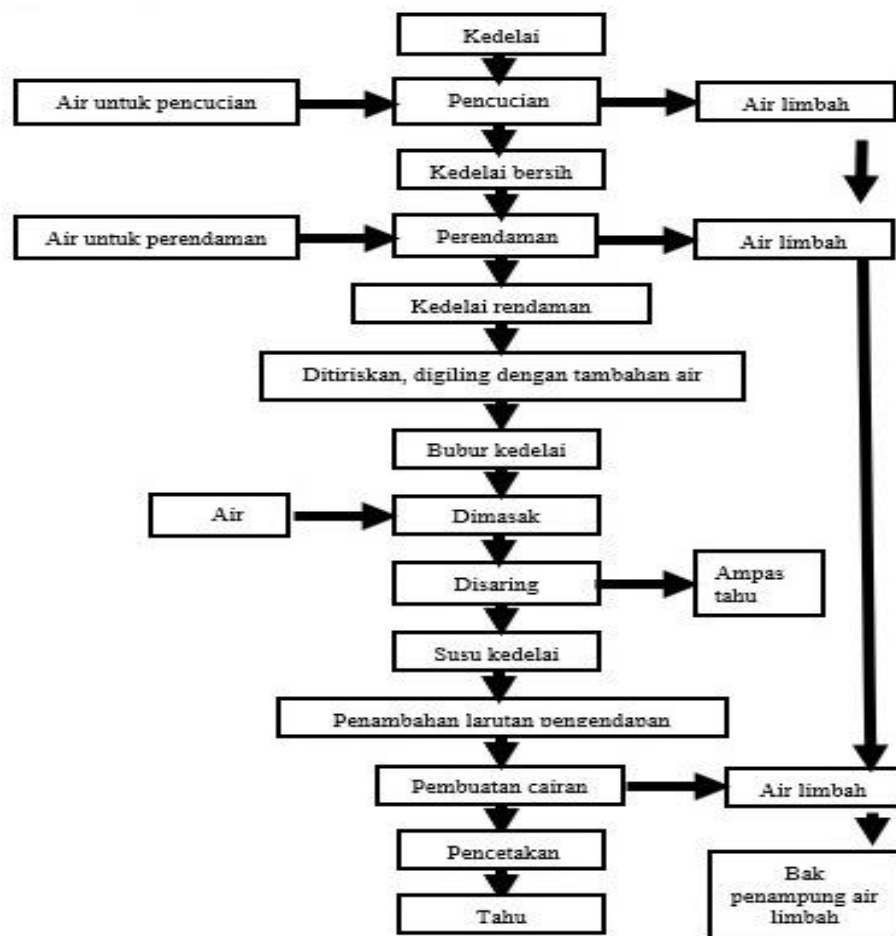 Kedelai
Air untuk pencucian
Pencucian
Air limbah
Kedelai bersih
Air untuk perendaman
Perendaman
Air limbah
Kedelai rendaman
Ditiriskan, digiling dengan tambahan air
Bubur kedelai
Air
Dimasak
Disaring
Ampas
tahu
Susu kedelai
Penambahan larutan pengendapan
Pembuatan cairan
Air limbah
Pencetakan
Bak
penampung air
limbah
Tahu